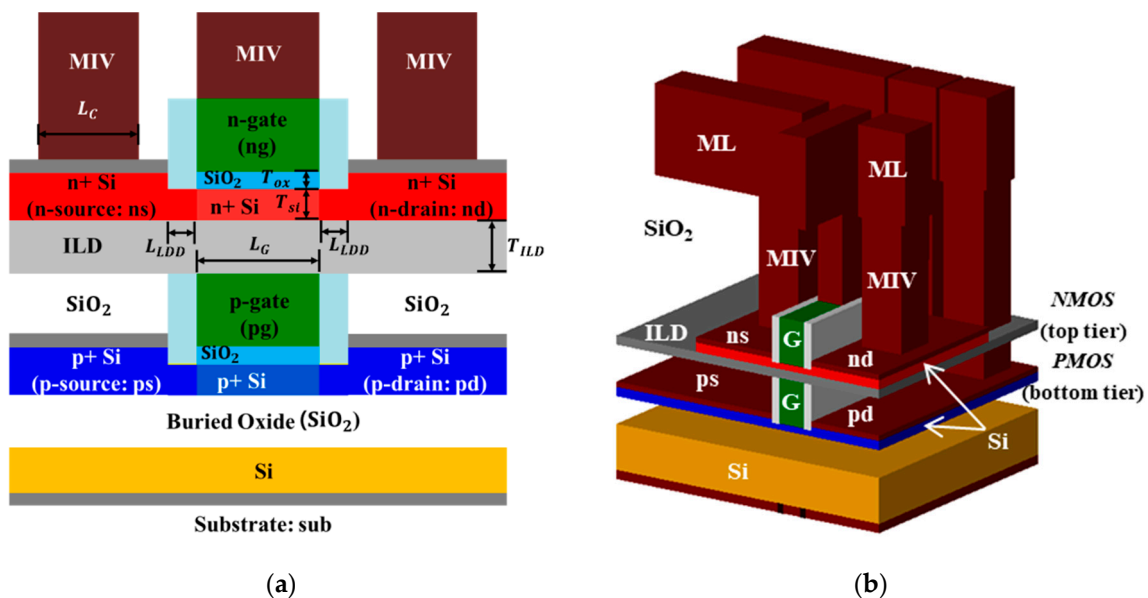 MIV
MIV
MIV
L_C
n-gate
(ng)
SiO₂
T_ox
n+ Si
(n-source: ns)
n+ Si
T_si
n+ Si
(n-drain: nd)
ILD
L_LDD
L_G
L_LDD
T_ILD
SiO₂
p-gate
(pg)
SiO₂
SiO₂
p+ Si
(p-source: ps)
p+ Si
p+ Si
(p-drain: pd)
Buried Oxide (SiO₂)
Si
Substrate: sub
(a)
ML
ML
SiO₂
MIV
MIV
ILD
ns
G
nd
NMOS
(top tier)
PMOS
(bottom tier)
ps
G
pd
Si
Si
(b)